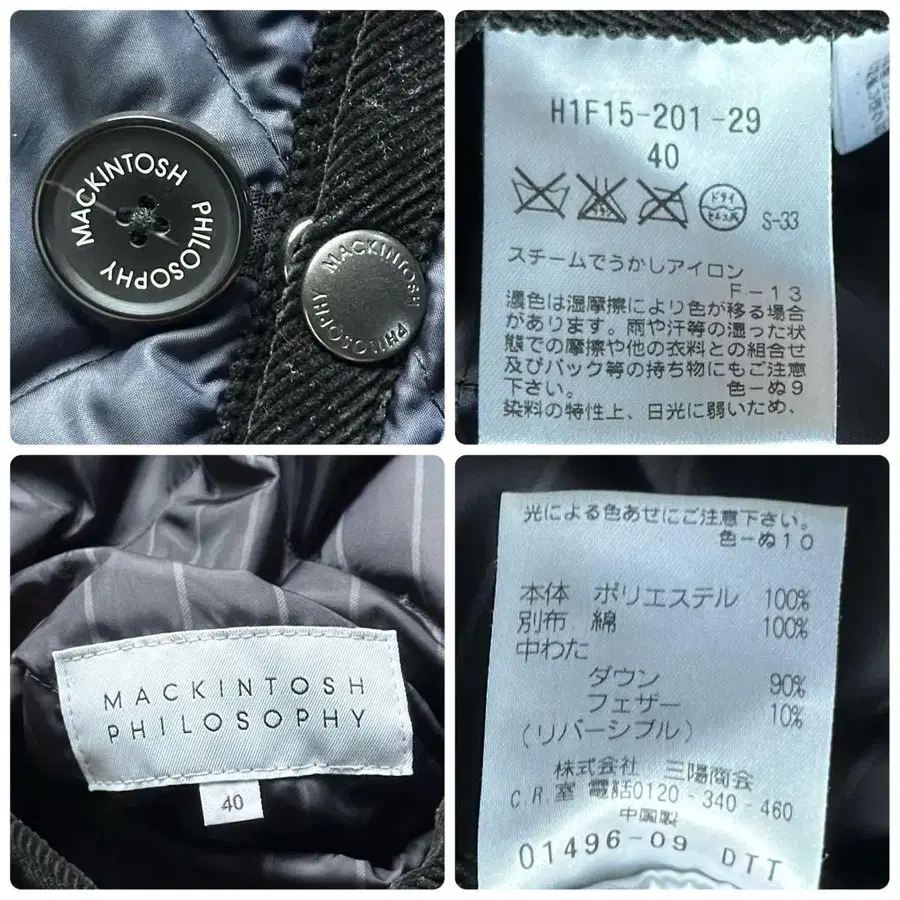 MACKINTOSH PHILOSOPHY
MACKINTOSH PHILOSOPHY
H1F15-201-29
40
ドライ
セキユ系
S-33
スチームでうかしアイロン
F-13
濃色は湿摩擦により色が移る場合
があります。雨や汗等の湿った状
態での摩擦や他の衣料との組合せ
及びバック等の持ち物にもご注意
下さい。 色-ぬ9
染料の特性上、日光に弱いため、
MACKINTOSH
PHILOSOPHY
40
光による色あせにご注意下さい。
色-ぬ10
本体 ポリエステル 100%
別布 綿 100%
中わた
ダウン 90%
フェザー 10%
(リバーシブル)
株式会社 三陽商会
C.R.室 電話0120-340-460
中国製
01496-09 DTT